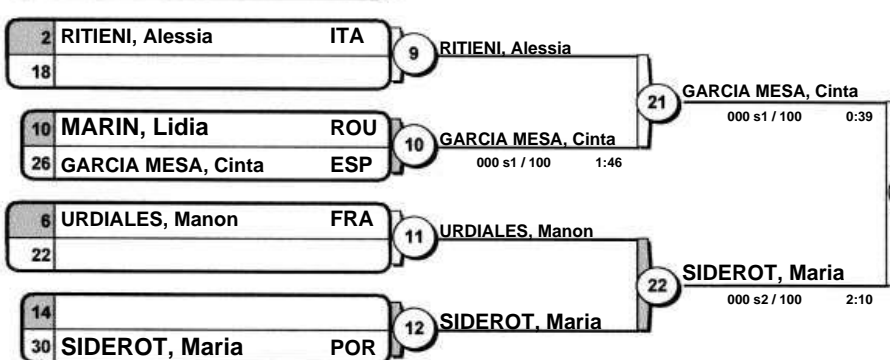 2 RITIENI, Alessia ITA
18
9
RITIENI, Alessia
10 MARIN, Lidia ROU
26 GARCIA MESA, Cinta ESP
10
GARCIA MESA, Cinta
000 s1 / 100 1:46
21
GARCIA MESA, Cinta
000 s1 / 100 0:39
6 URDIALES, Manon FRA
22
11
URDIALES, Manon
14
30 SIDEROT, Maria POR
12
SIDEROT, Maria
22
SIDEROT, Maria
000 s2 / 100 2:10